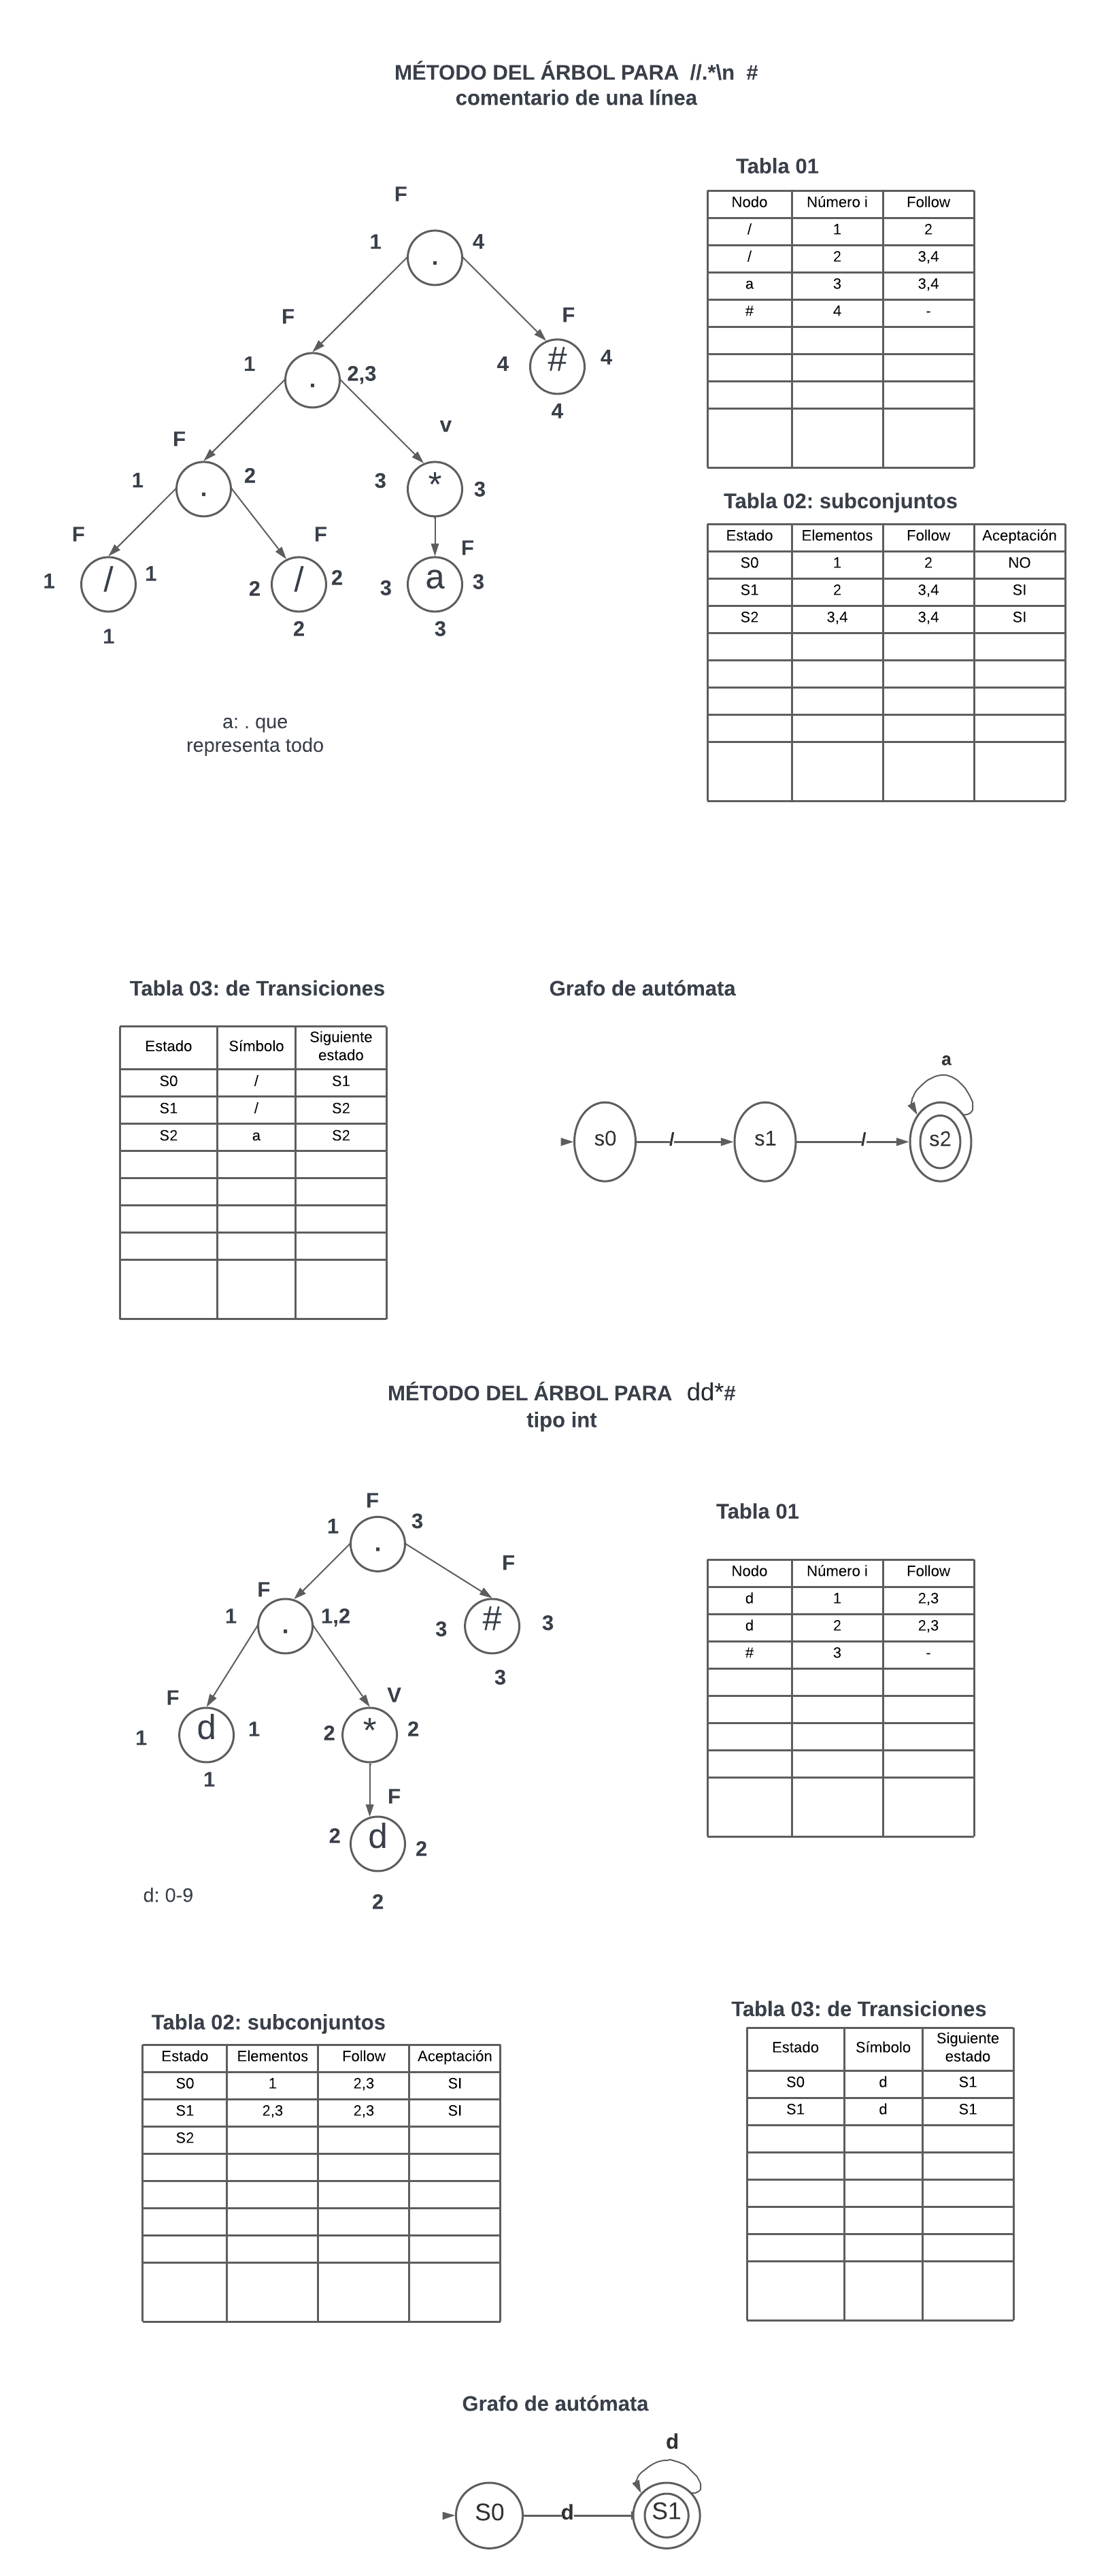 MÉTODO DEL ÁRBOL PARA //.*\n #
comentario de una línea
F
1 . 4
F
1 . 2,3
F
4 # 4
4
F
1 . 2
v
3 * 3
F
1 / 1
1
F
2 / 2
2
F
3 a 3
3
a: . que
representa todo
Tabla 01
Nodo Número i Follow
/ 1 2
/ 2 3,4
a 3 3,4
# 4 -
Tabla 02: subconjuntos
Estado Elementos Follow Aceptación
S0 1 2 NO
S1 2 3,4 SI
S2 3,4 3,4 SI
Tabla 03: de Transiciones
Estado Símbolo Siguiente
estado
S0 / S1
S1 / S2
S2 a S2
Grafo de autómata
a
s0 / s1 / s2
MÉTODO DEL ÁRBOL PARA dd*#
tipo int
F
1 . 3
F
1 . 1,2
F
3 # 3
3
F
1 d 1
1
V
2 * 2
F
2 d 2
2
d: 0-9
Tabla 01
Nodo Número i Follow
d 1 2,3
d 2 2,3
# 3 -
Tabla 02: subconjuntos
Estado Elementos Follow Aceptación
S0 1 2,3 SI
S1 2,3 2,3 SI
S2
Tabla 03: de Transiciones
Estado Símbolo Siguiente
estado
S0 d S1
S1 d S1
Grafo de autómata
d
S0 d S1